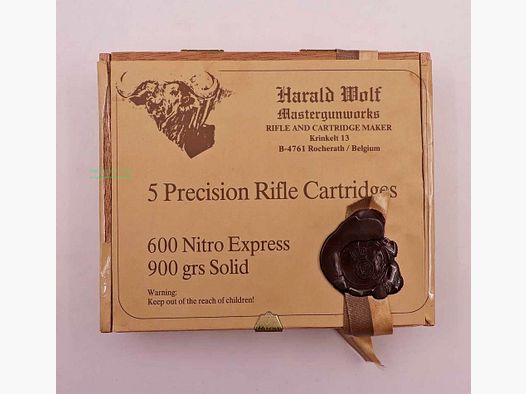 Harald Wolf
Mastergunworks
RIFLE AND CARTRIDGE MAKER
Krinkelt 13
B-4761 Rocherath / Belgium
5 Precision Rifle Cartridges
600 Nitro Express
900 grs Solid
Warning:
Keep out of the reach of children!